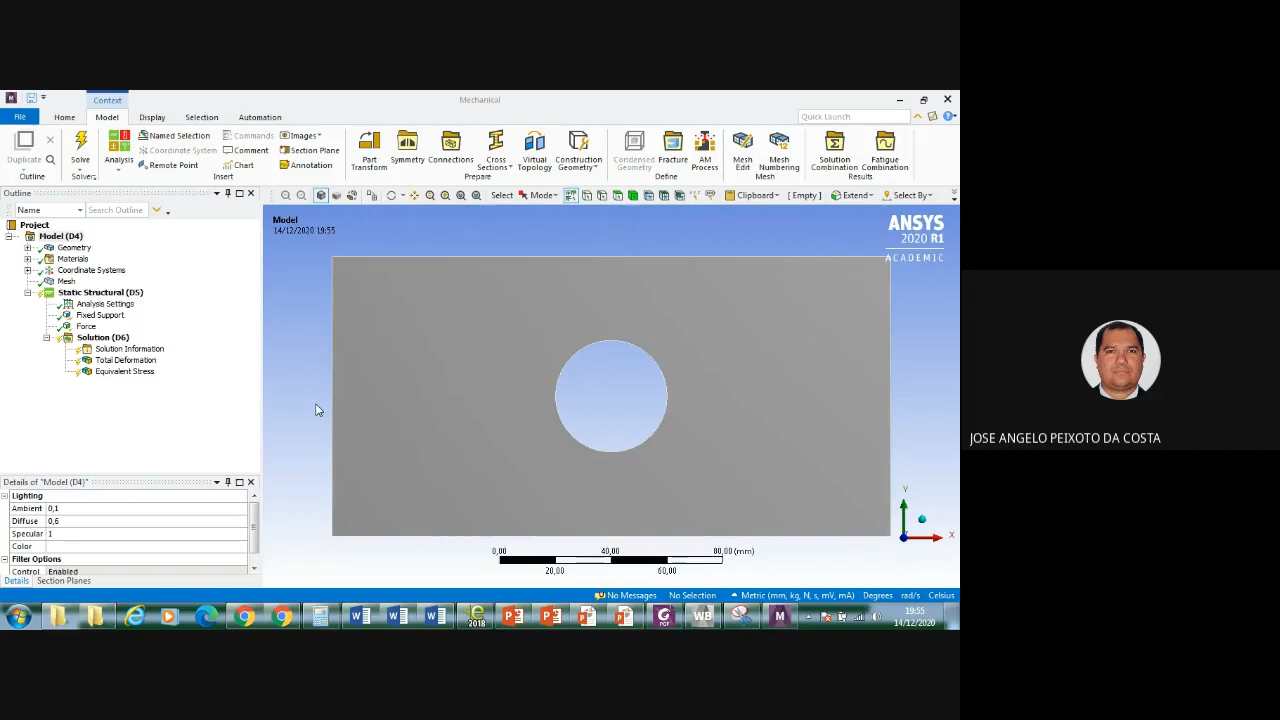 Context
Mechanical
File
Home
Model
Display
Selection
Automation
Quick Launch
Duplicate
Outline
Solve
Solver
Analysis
Named Selection
Coordinate System
Remote Point
Commands
Comment
Chart
Images
Section Plane
Annotation
Insert
Part Transform
Symmetry
Connections
Cross Sections
Virtual Topology
Construction Geometry
Prepare
Condensed Geometry
Fracture
AM Process
Define
Mesh Edit
Mesh Numbering
Mesh
Solution Combination
Fatigue Combination
Results
Outline
Name
Search Outline
Select
Mode
Clipboard
[ Empty ]
Extend
Select By
Project
Model (D4)
Geometry
Materials
Coordinate Systems
Mesh
Static Structural (D5)
Analysis Settings
Fixed Support
Force
Solution (D6)
Solution Information
Total Deformation
Equivalent Stress
Model
14/12/2020 19:55
ANSYS
2020 R1
ACADEMIC
Y
X
0,00 40,00 80,00 (mm)
20,00 60,00
Details of "Model (D4)"
Lighting
Ambient 0,1
Diffuse 0,6
Specular 1
Color
Filter Options
Control Enabled
Details
Section Planes
No Messages
No Selection
Metric (mm, kg, N, s, mV, mA)
Degrees
rad/s
Celsius
2018
WB
M
19:55
14/12/2020
JOSE ANGELO PEIXOTO DA COSTA